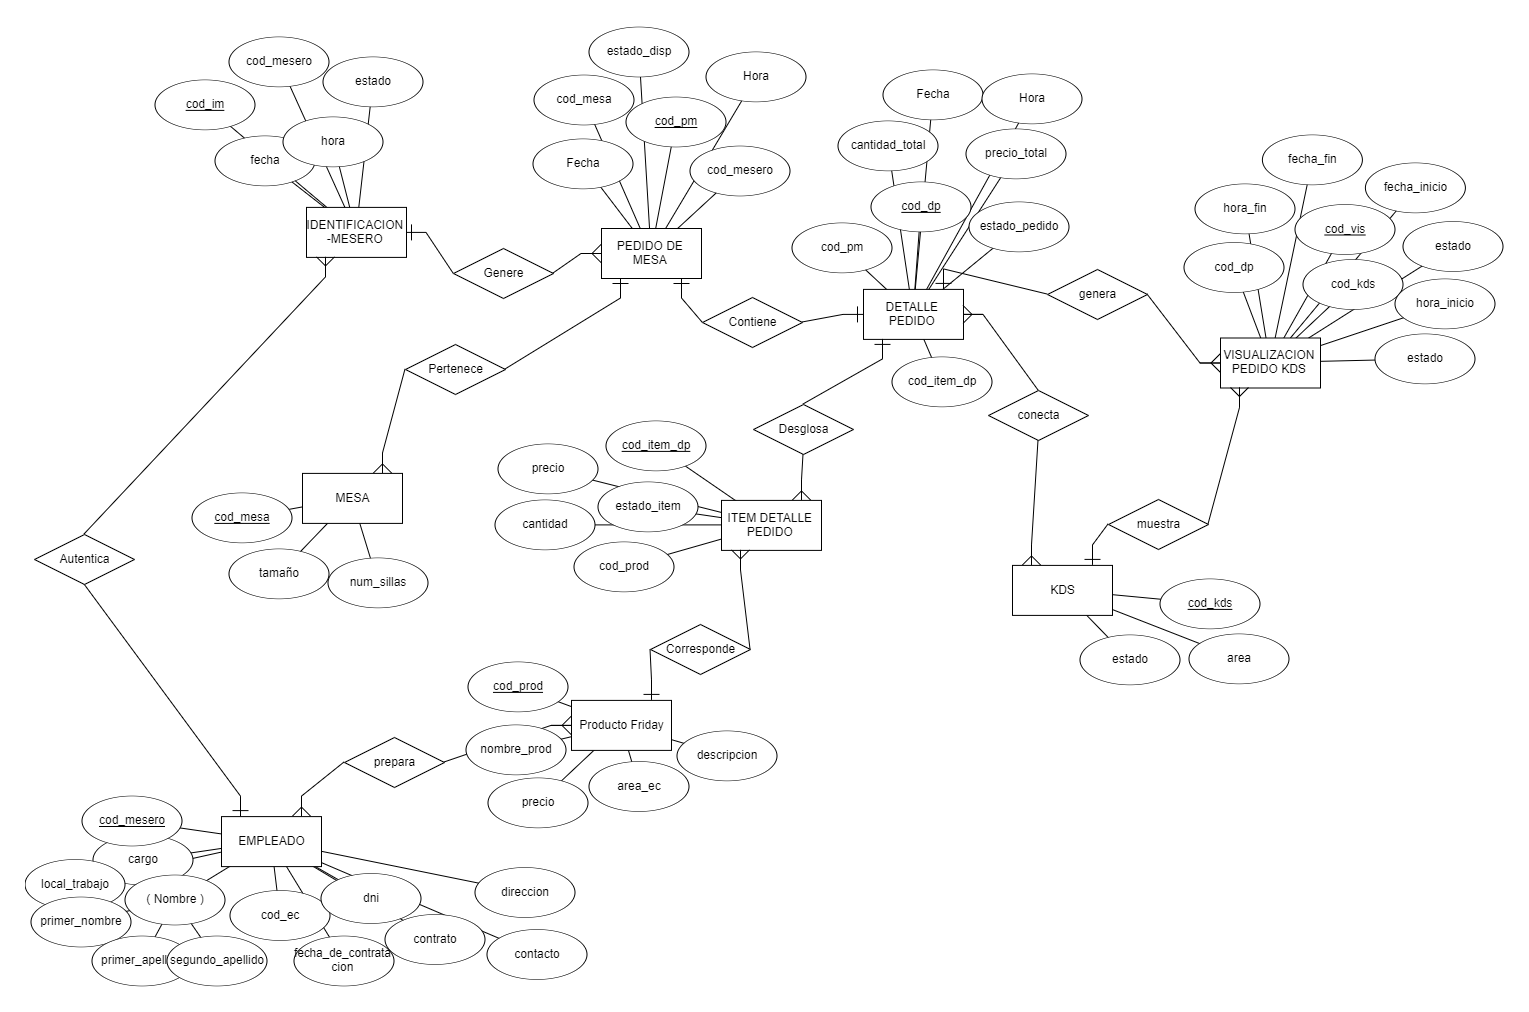 estado_disp
cod_mesero
estado
Hora
cod_im
cod_mesa
cod_pm
fecha
hora
Fecha
cod_mesero
Fecha
Hora
cantidad_total
precio_total
cod_dp
estado_pedido
cod_pm
fecha_fin
fecha_inicio
hora_fin
cod_vis
estado
cod_dp
cod_kds
hora_inicio
estado
IDENTIFICACION
-MESERO
Genere
PEDIDO DE
MESA
Contiene
DETALLE
PEDIDO
genera
VISUALIZACION
PEDIDO KDS
cod_item_dp
Pertenece
conecta
Desglosa
cod_item_dp
precio
estado_item
cantidad
cod_prod
ITEM DETALLE
PEDIDO
muestra
MESA
cod_mesa
tamaño
num_sillas
Autentica
KDS
cod_kds
estado
area
Corresponde
cod_prod
Producto Friday
nombre_prod
descripcion
precio
area_ec
prepara
EMPLEADO
cod_mesero
cargo
local_trabajo
( Nombre )
primer_nombre
primer_apell
segundo_apellido
cod_ec
fecha_de_contrata
cion
dni
contrato
contacto
direccion